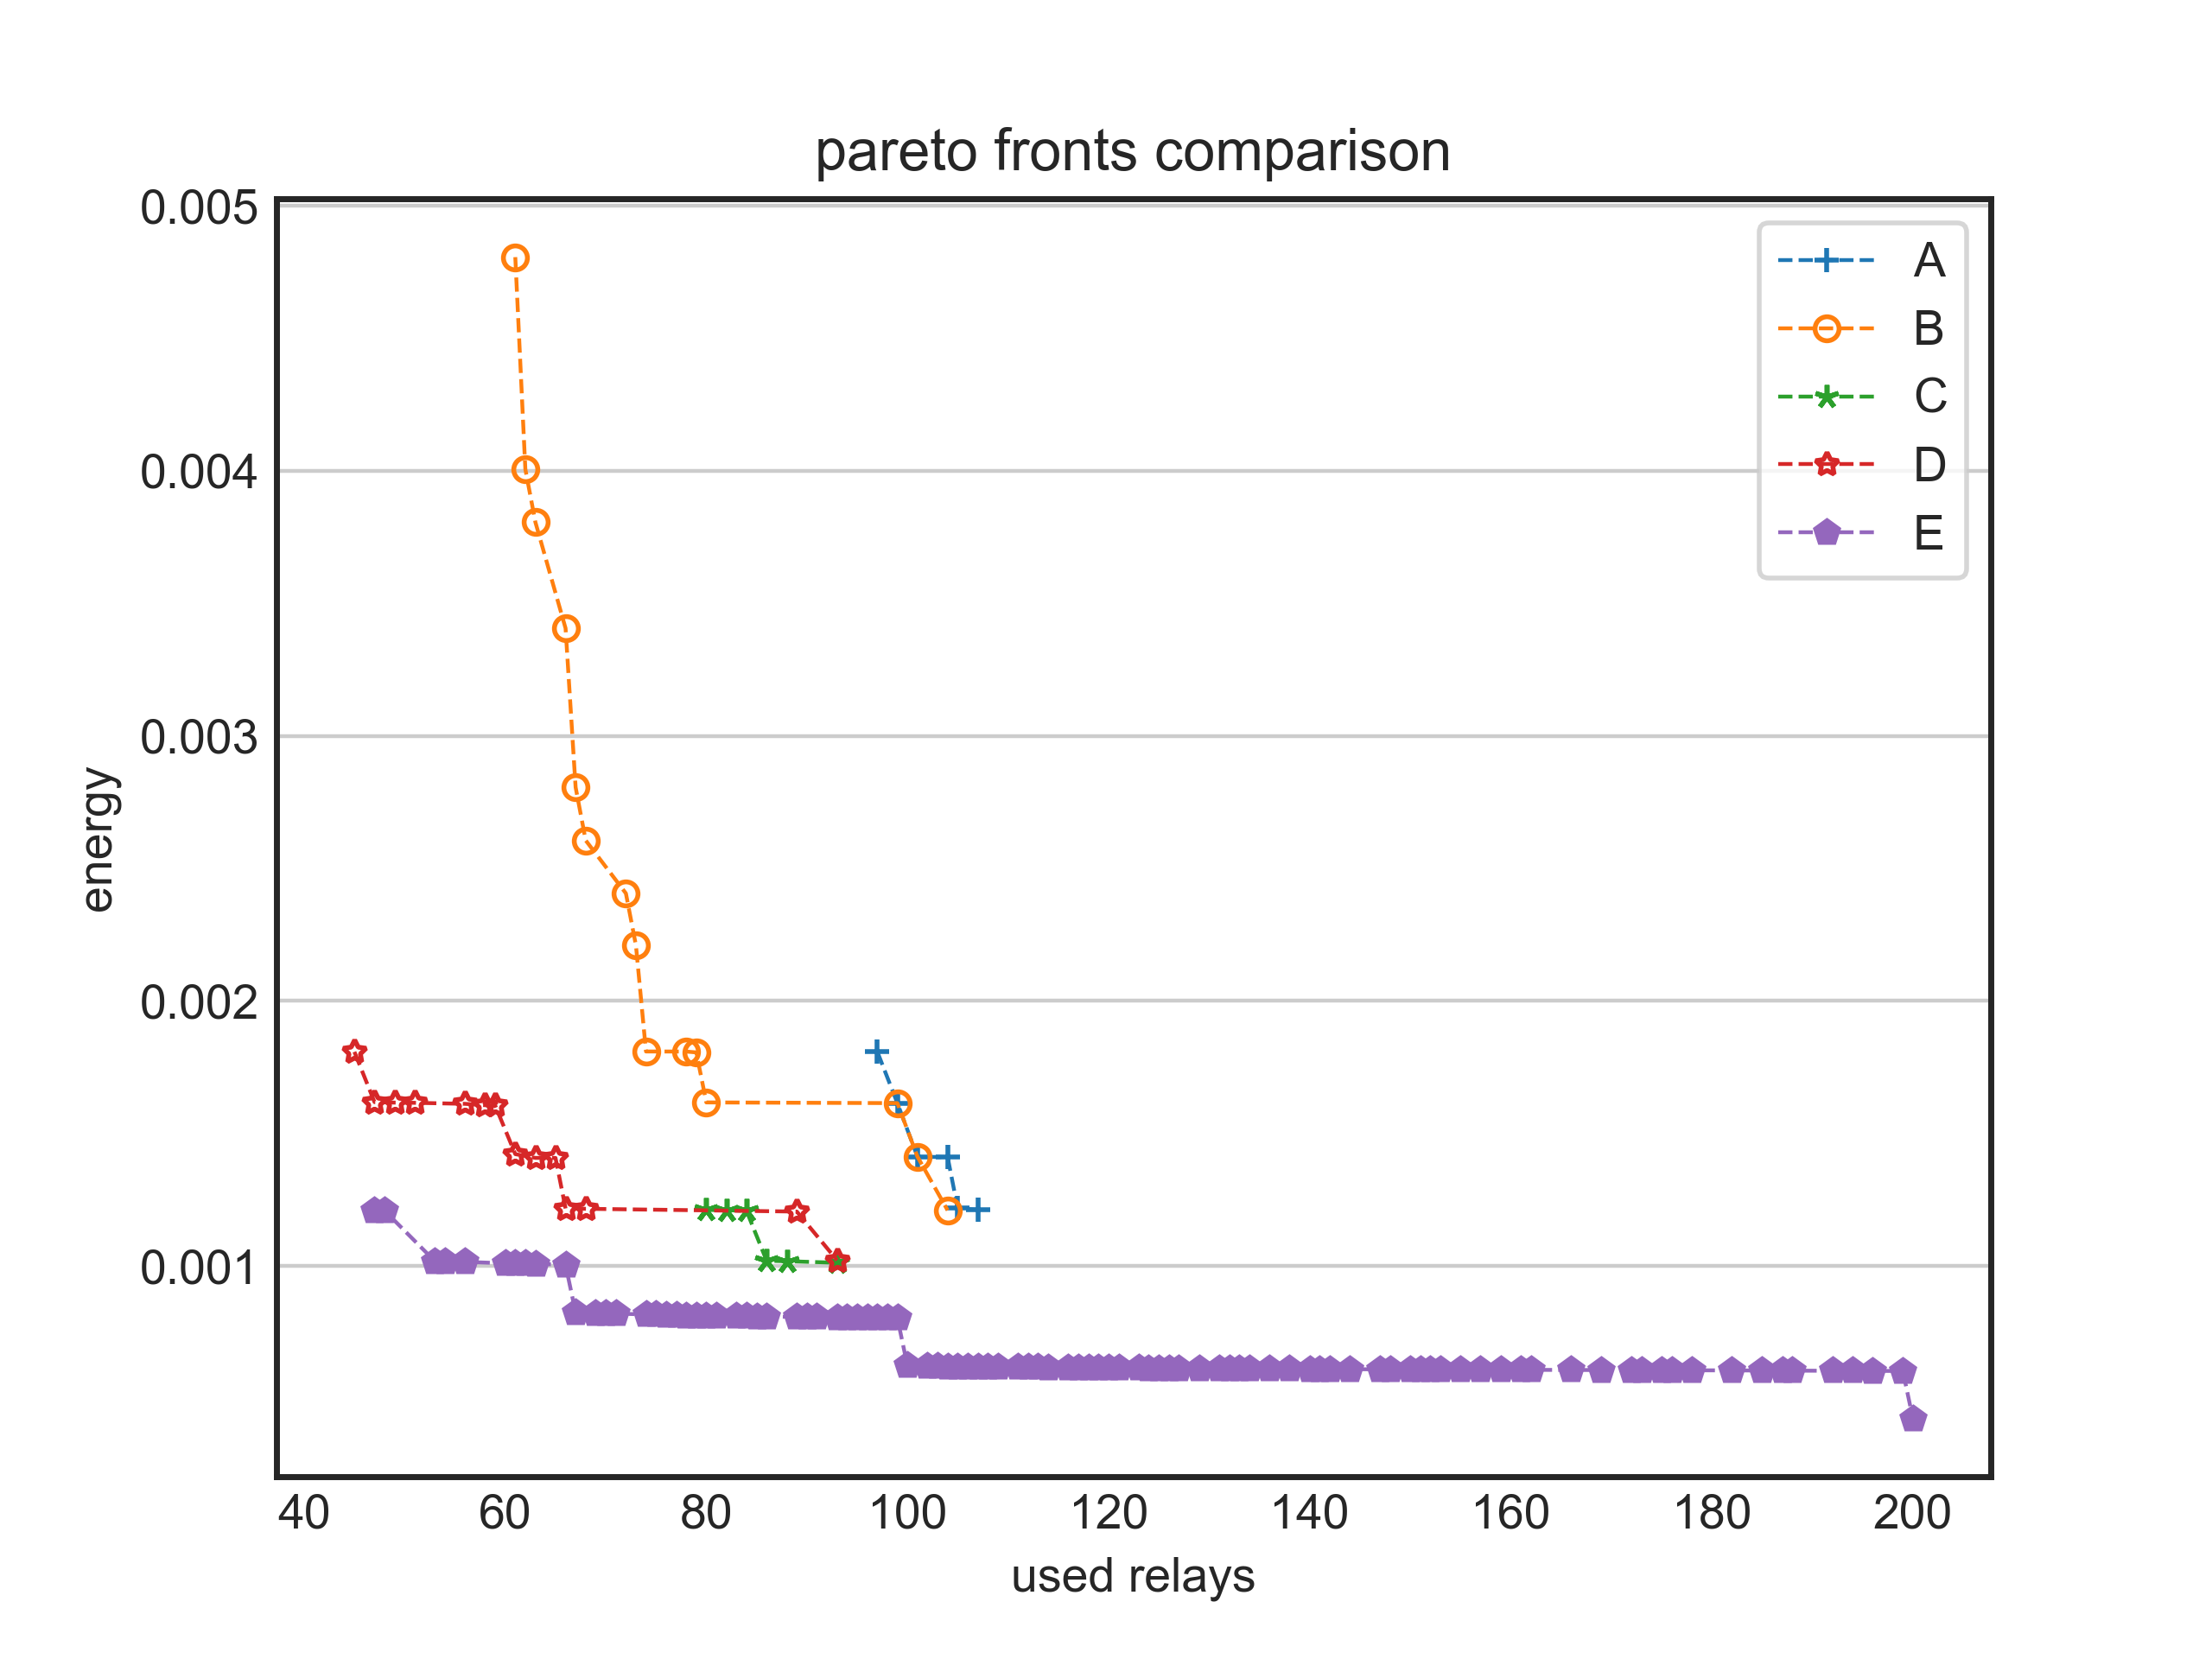 pareto fronts comparison
0.005
0.004
0.003
0.002
0.001
energy
A
B
C
D
E
40 60 80 100 120 140 160 180 200
used relays